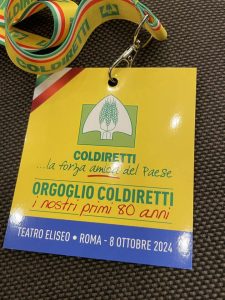 COLDIRETTI
COLDIRETTI
...la forza amica del Paese
ORGOGLIO COLDIRETTI
i nostri primi 80 anni
TEATRO ELISEO • ROMA - 8 OTTOBRE 2024